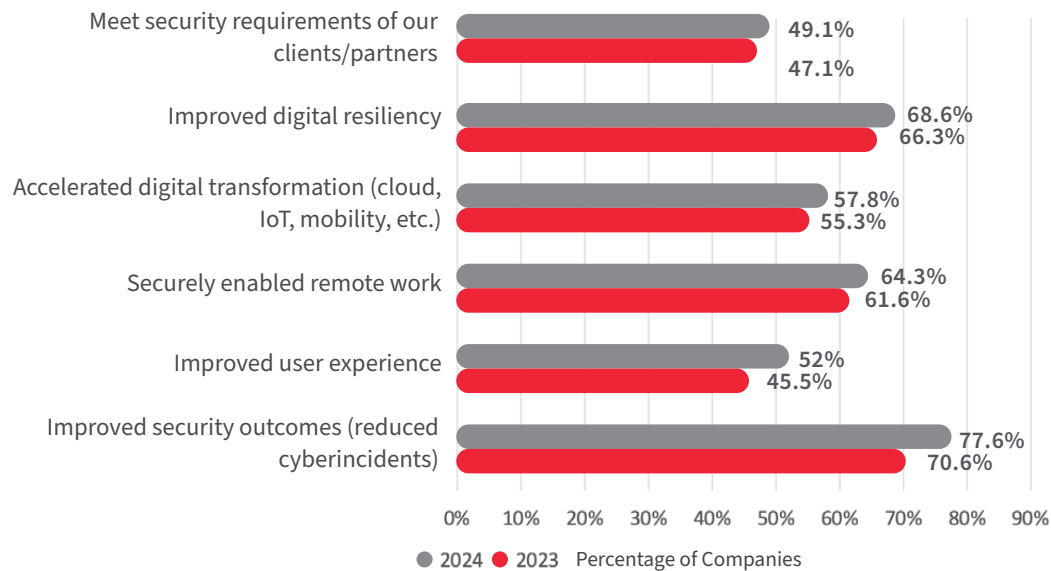 Meet security requirements of our
clients/partners
49.1%
47.1%
Improved digital resiliency
68.6%
66.3%
Accelerated digital transformation (cloud,
IoT, mobility, etc.)
57.8%
55.3%
Securely enabled remote work
64.3%
61.6%
Improved user experience
52%
45.5%
Improved security outcomes (reduced
cyberincidents)
77.6%
70.6%
0% 10% 20% 30% 40% 50% 60% 70% 80% 90%
2024 2023 Percentage of Companies